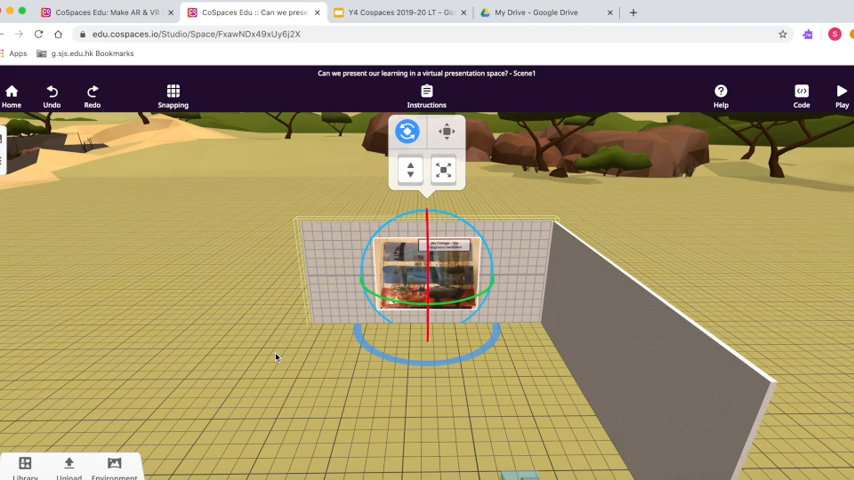 CoSpaces Edu: Make AR & VR
CoSpaces Edu :: Can we prese
Y4 Cospaces 2019-20 LT - Go
My Drive - Google Drive
edu.cospaces.io/Studio/Space/FxawNDx49xUy6j2X
S
Apps
g.sjs.edu.hk Bookmarks
Can we present our learning in a virtual presentation space? - Scene1
Home
Undo
Redo
Snapping
Instructions
Help
Code
Play
Library
Upload
Environment